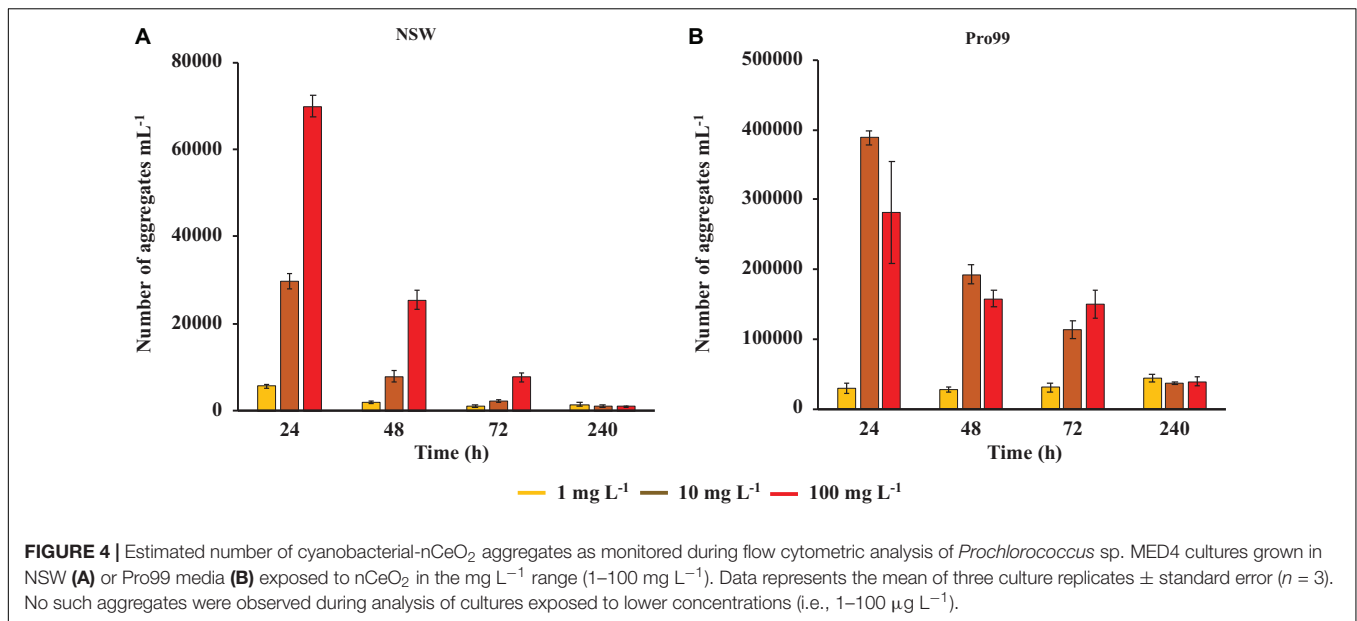 A
NSW
80000
60000
40000
20000
0
Number of aggregates mL⁻¹
24 48 72 240
Time (h)
B
Pro99
500000
400000
300000
200000
100000
0
Number of aggregates mL⁻¹
24 48 72 240
Time (h)
1 mg L⁻¹ 10 mg L⁻¹ 100 mg L⁻¹
FIGURE 4 | Estimated number of cyanobacterial-nCeO₂ aggregates as monitored during flow cytometric analysis of Prochlorococcus sp. MED4 cultures grown in
NSW (A) or Pro99 media (B) exposed to nCeO₂ in the mg L⁻¹ range (1–100 mg L⁻¹). Data represents the mean of three culture replicates ± standard error (n = 3).
No such aggregates were observed during analysis of cultures exposed to lower concentrations (i.e., 1–100 μg L⁻¹).